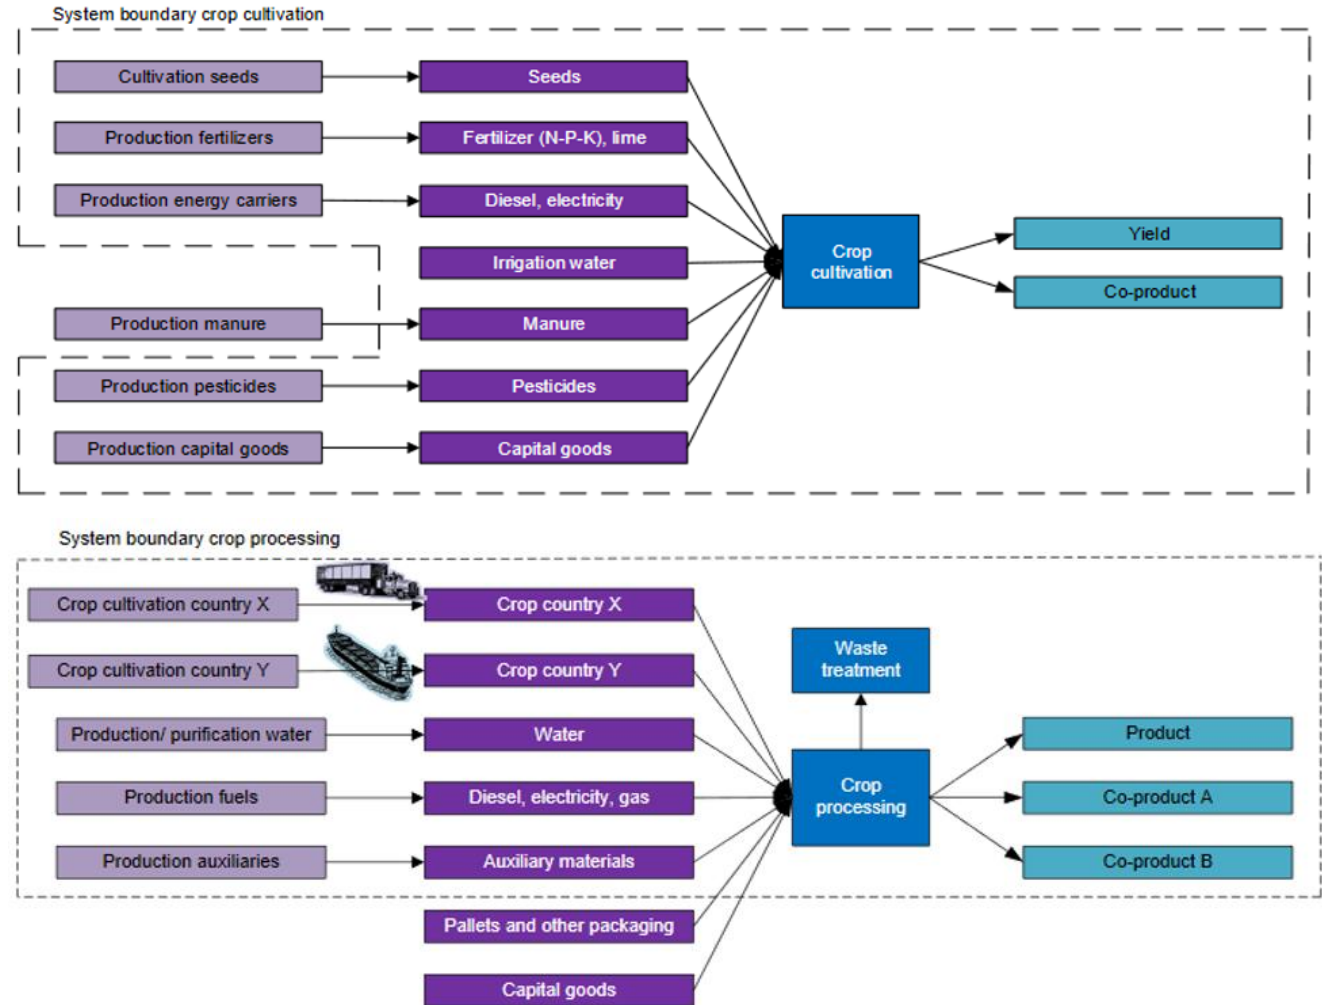 System boundary crop cultivation
Cultivation seeds
Seeds
Production fertilizers
Fertilizer (N-P-K), lime
Production energy carriers
Diesel, electricity
Irrigation water
Production manure
Manure
Production pesticides
Pesticides
Production capital goods
Capital goods
Crop
cultivation
Yield
Co-product
System boundary crop processing
Crop cultivation country X
Crop country X
Crop cultivation country Y
Crop country Y
Production/ purification water
Water
Production fuels
Diesel, electricity, gas
Production auxiliaries
Auxiliary materials
Pallets and other packaging
Capital goods
Waste
treatment
Crop
processing
Product
Co-product A
Co-product B